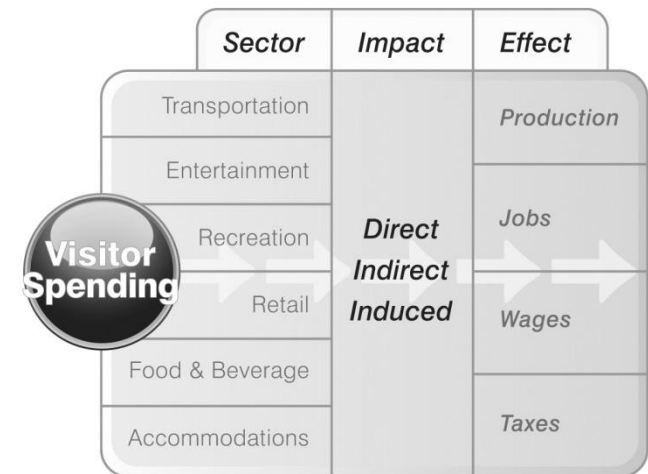 Sector
Impact
Effect
Visitor
Spending
Transportation
Entertainment
Recreation
Retail
Food & Beverage
Accommodations
Direct
Indirect
Induced
Production
Jobs
Wages
Taxes